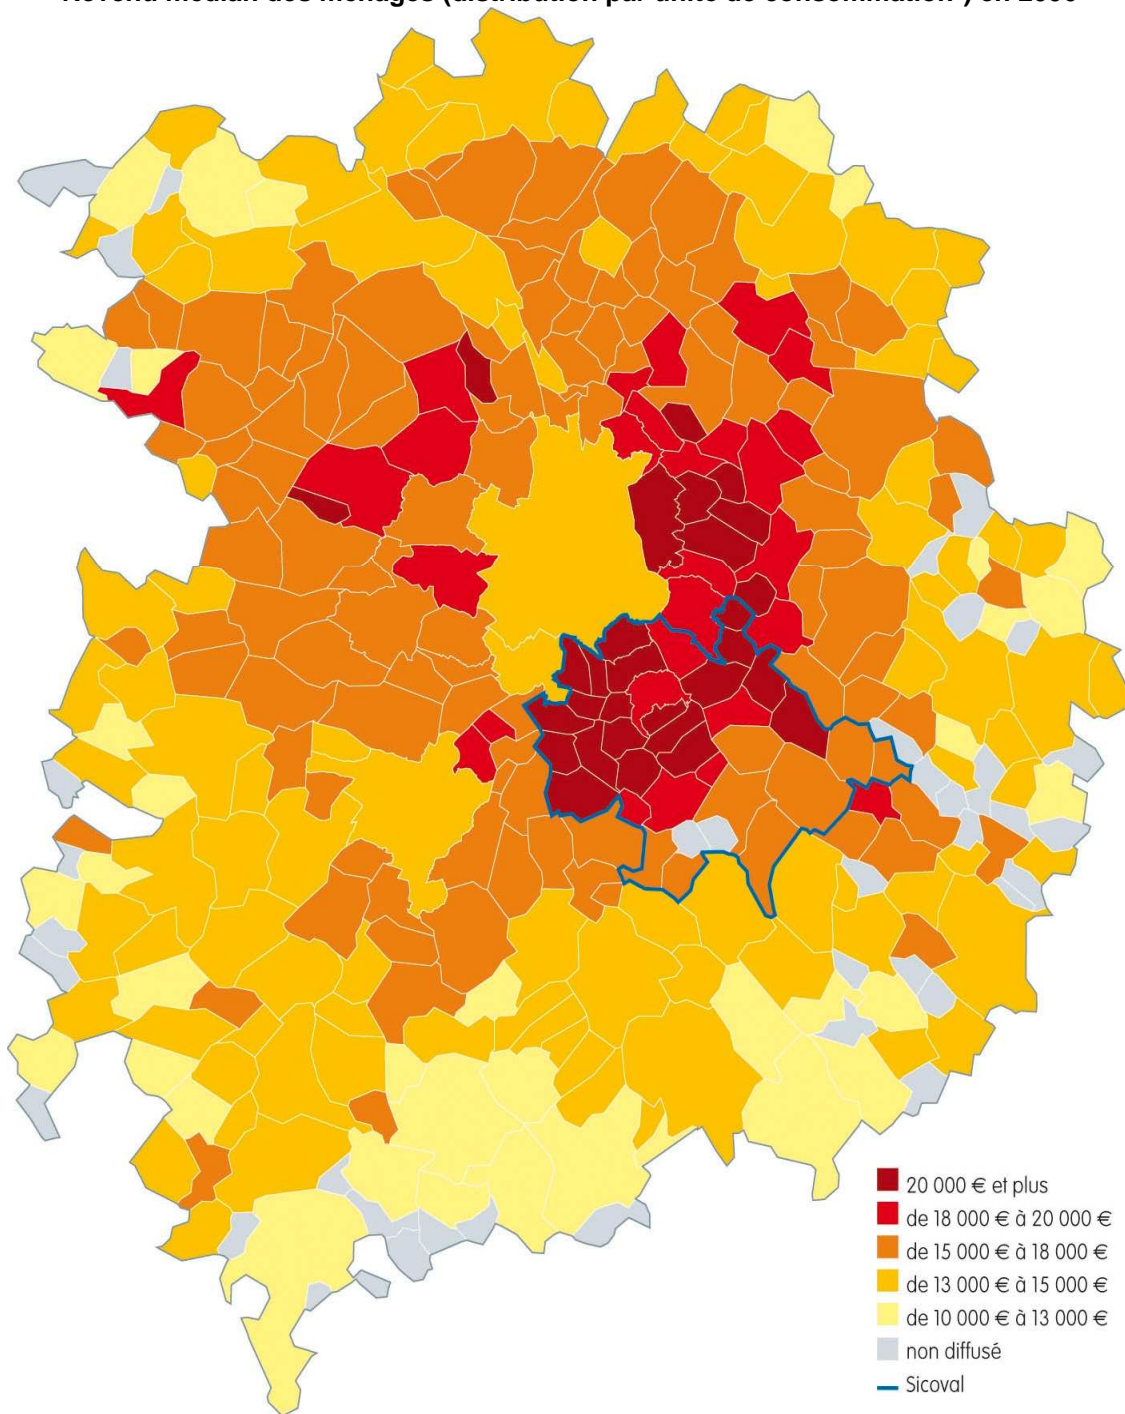 20 000 € et plus
de 18 000 € à 20 000 €
de 15 000 € à 18 000 €
de 13 000 € à 15 000 €
de 10 000 € à 13 000 €
non diffusé
Sicoval